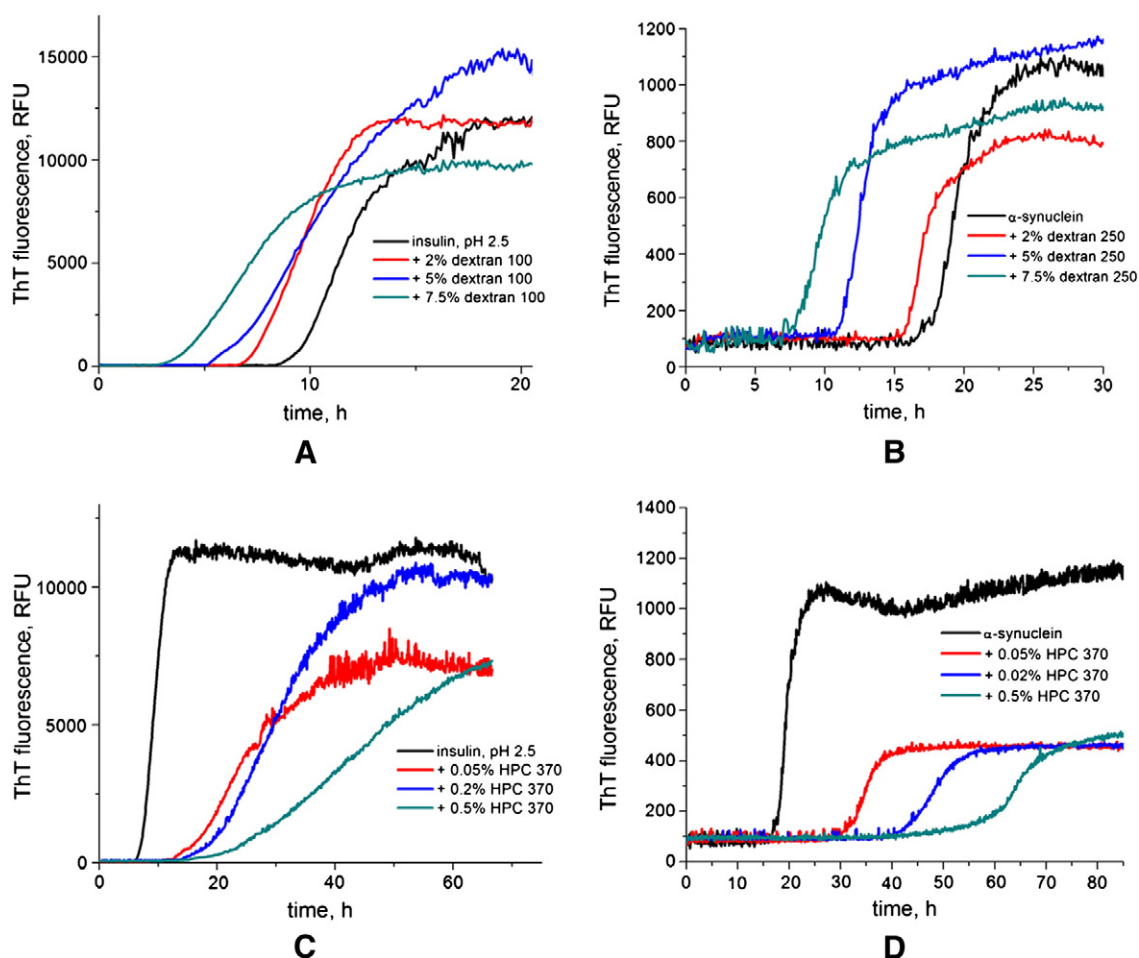 ThT fluorescence, RFU
15000
10000
5000
0
0
10
20
time, h
insulin, pH 2.5
+ 2% dextran 100
+ 5% dextran 100
+ 7.5% dextran 100
A
ThT fluorescence, RFU
1200
1000
800
600
400
200
0
0
5
10
15
20
25
30
time, h
α-synuclein
+ 2% dextran 250
+ 5% dextran 250
+ 7.5% dextran 250
B
ThT fluorescence, RFU
10000
5000
0
0
20
40
60
time, h
insulin, pH 2.5
+ 0.05% HPC 370
+ 0.2% HPC 370
+ 0.5% HPC 370
C
ThT fluorescence, RFU
1400
1200
1000
800
600
400
200
0
0
10
20
30
40
50
60
70
80
time, h
α-synuclein
+ 0.05% HPC 370
+ 0.02% HPC 370
+ 0.5% HPC 370
D